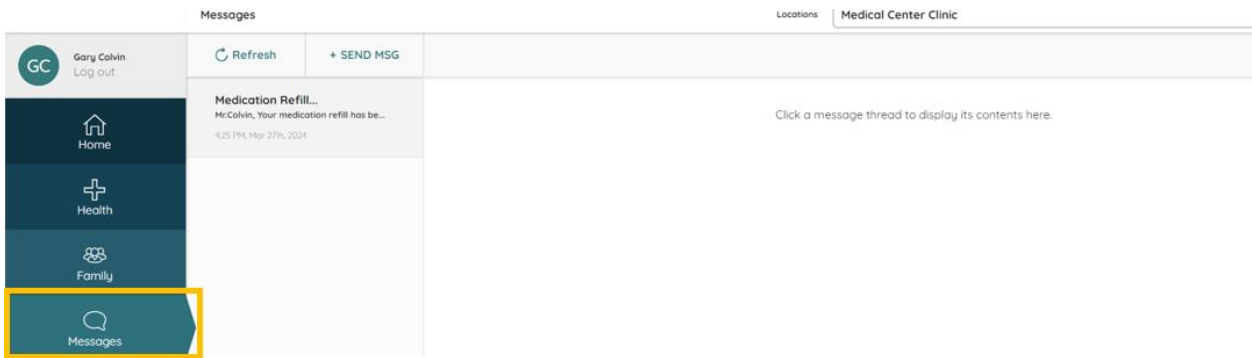 Messages
Locations
Medical Center Clinic
GC
Gary Colvin
Log out
Refresh
+ SEND MSG
Medication Refill...
Mr.Colvin, Your medication refill has be...
4:25 PM, Mar 27th, 2024
Click a message thread to display its contents here.
Home
Health
Family
Messages